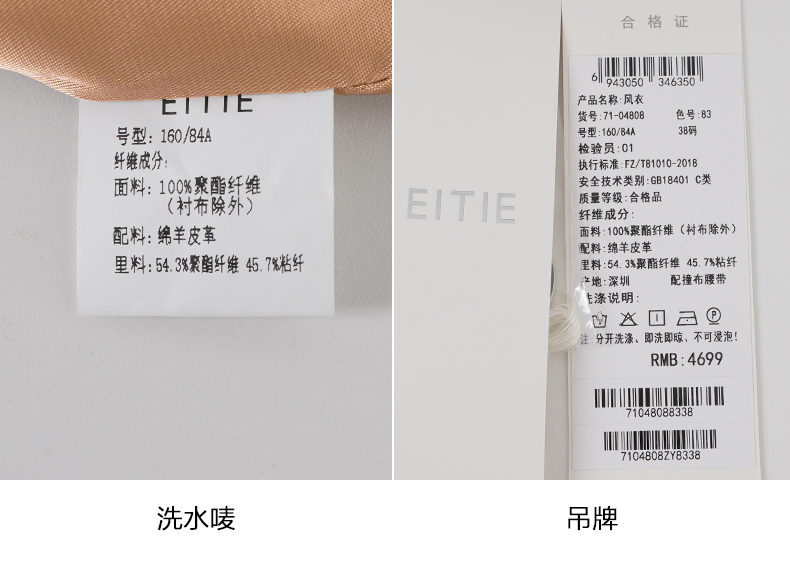 EITIE
号型: 160/84A
纤维成分:
面料: 100%聚酯纤维
(衬布除外)
配料: 绵羊皮革
里料:54.3%聚酯纤维 45.7%粘纤
洗水唛
EITIE
合格证
6 943050 346350
产品名称:风衣
货号:71-04808 色号:83
号型:160/84A 38码
检验员:01
执行标准:FZ/T81010-2018
安全技术类别:GB18401 C类
质量等级:合格品
纤维成分:
面料:100%聚酯纤维 (衬布除外)
配料:绵羊皮革
里料:54.3%聚酯纤维 45.7%粘纤
产地:深圳 配撞布腰带
洗涤说明:
注:分开洗涤、即洗即晾、不可浸泡!
RMB:4699
71048088338
7104808ZY8338
吊牌